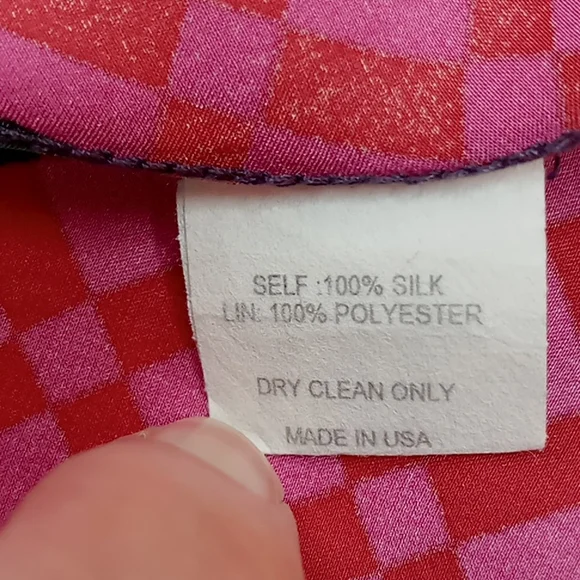 SELF :100% SILK
LIN: 100% POLYESTER
DRY CLEAN ONLY
MADE IN USA